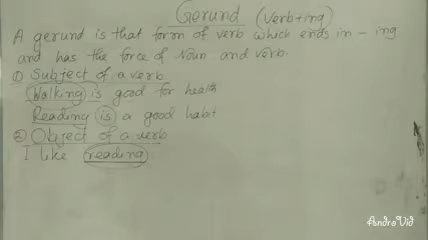 Gerund (Verb+ing)
A gerund is that form of verb which ends in - ing
and has the force of Noun and verb.
① Subject of a verb
Walking is good for health
Reading is a good habit
② Object of a verb
I like reading
AndroVid